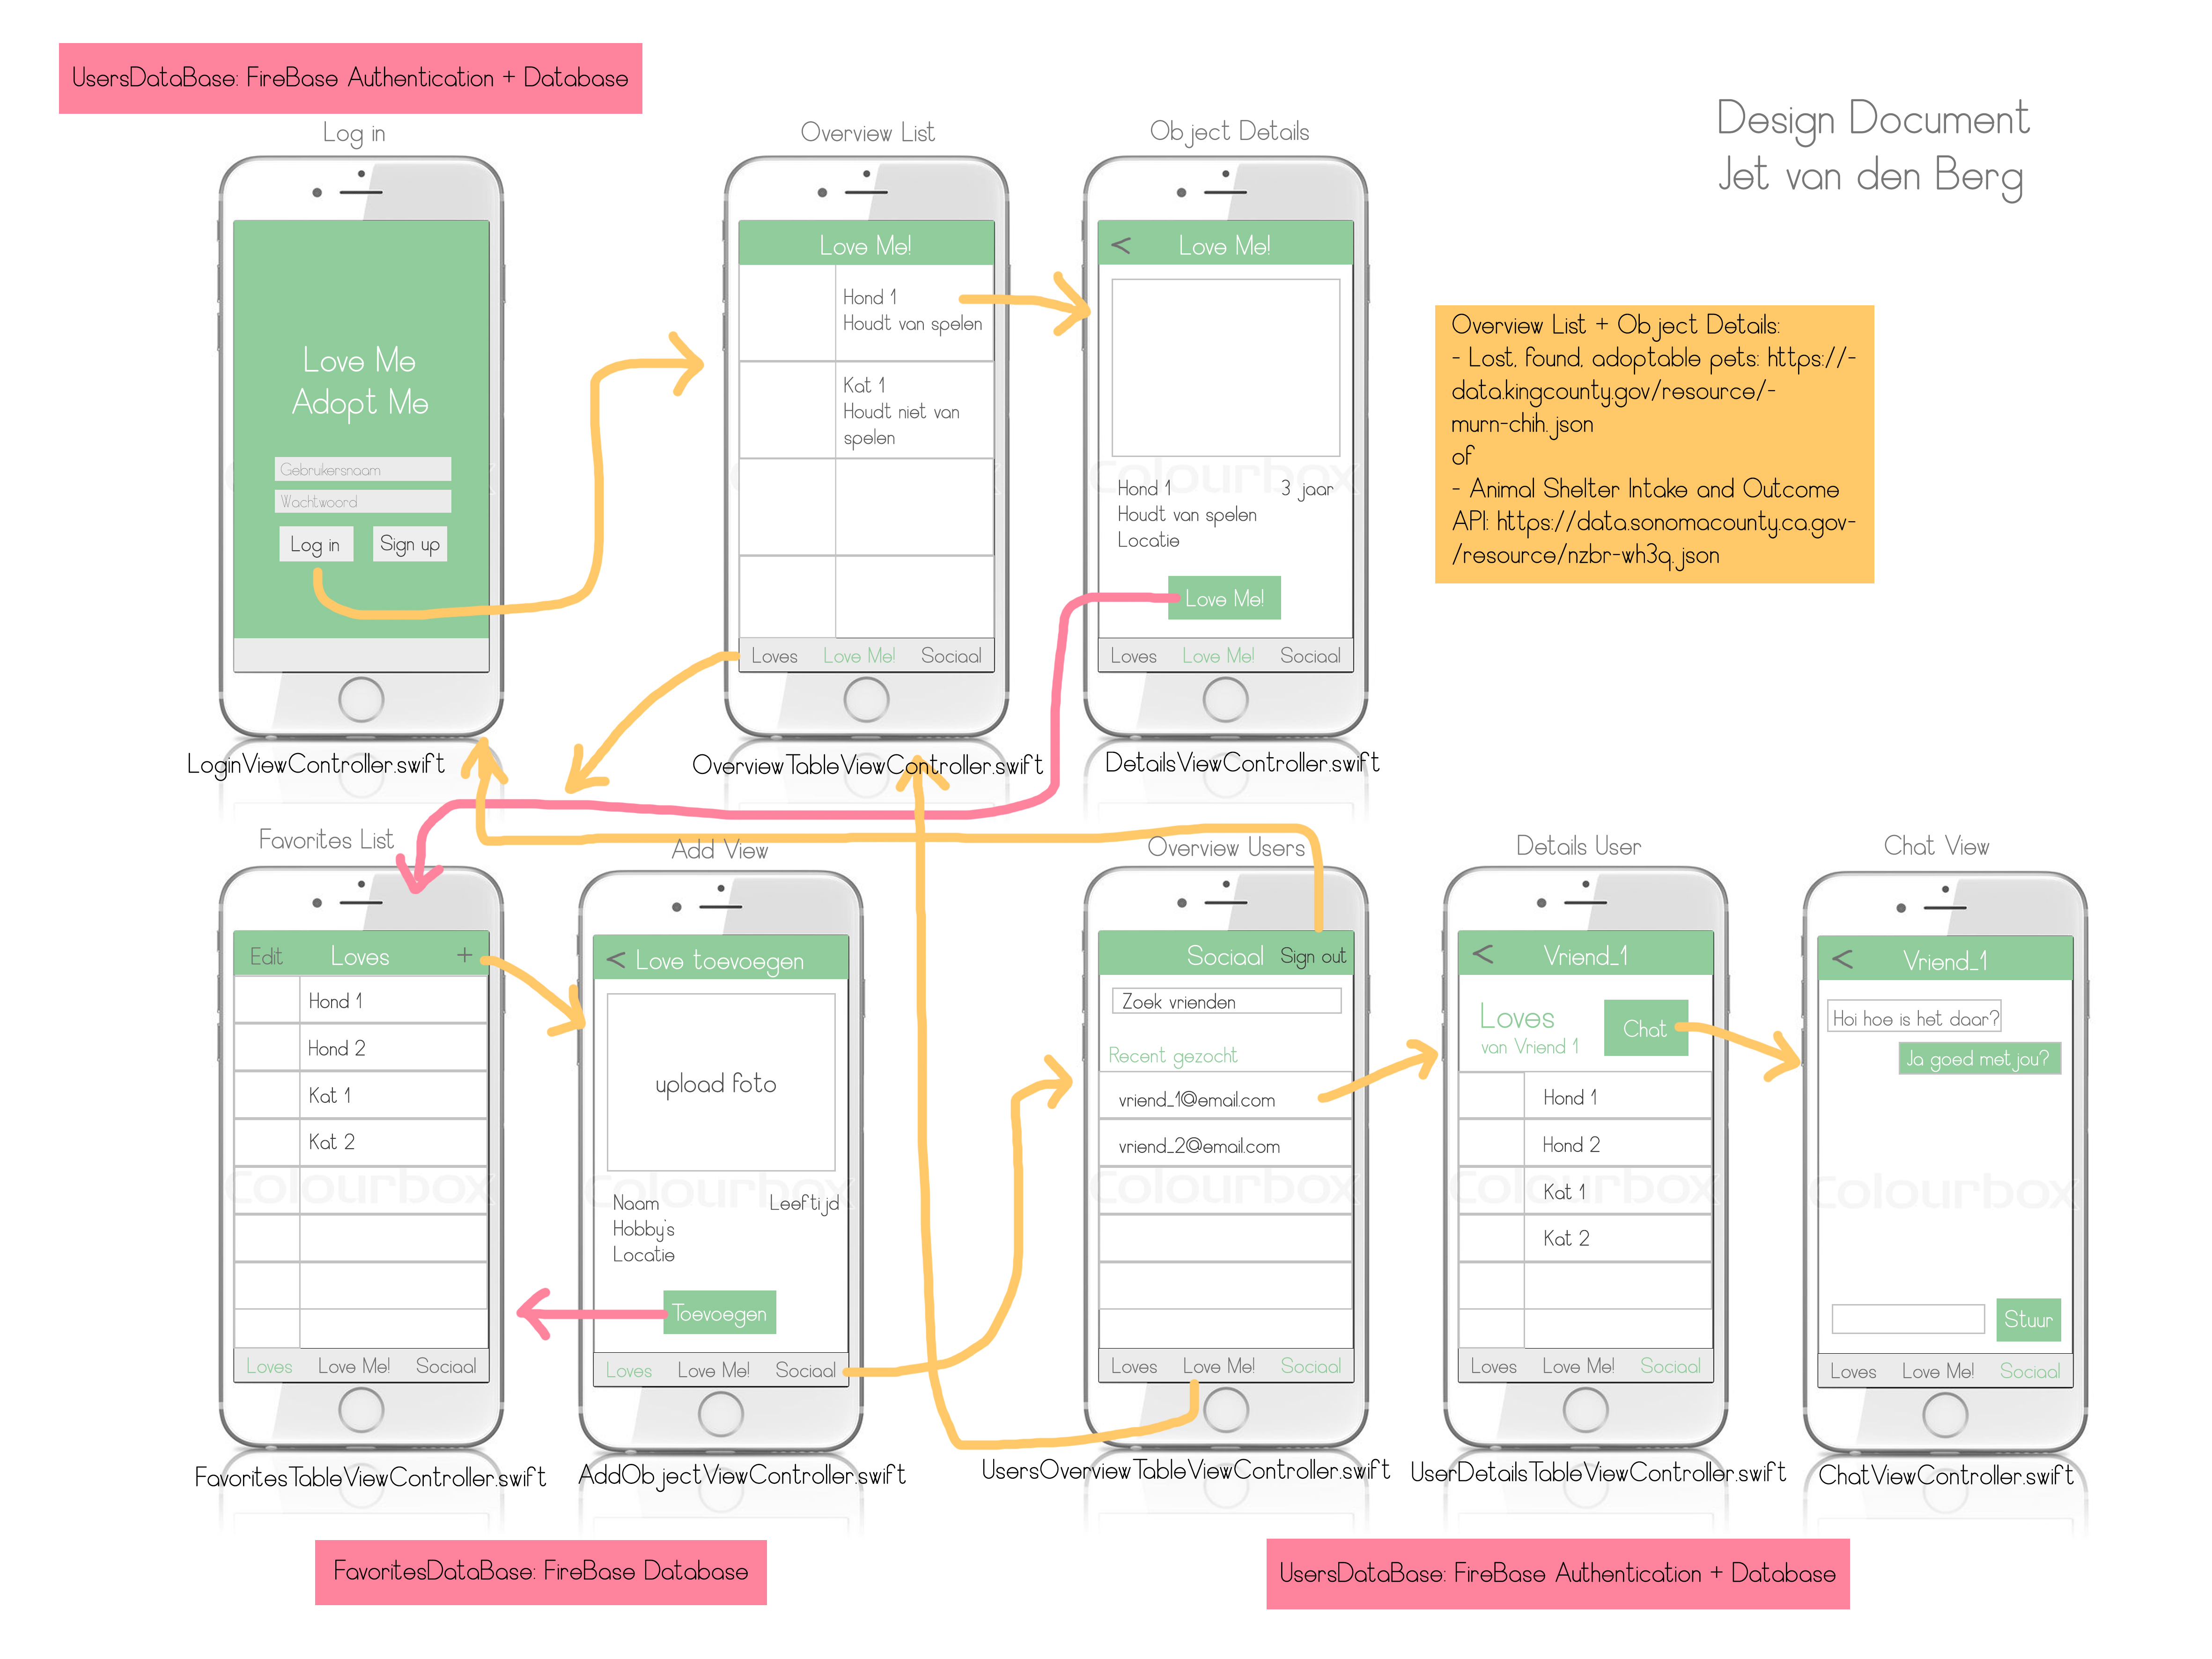 UsersDataBase: FireBase Authentication + Database
Design Document
Jet van den Berg
Log in
Love Me
Adopt Me
Gebrukersnaam
Wachtwoord
Log in
Sign up
LoginViewController.swift
Overview List
Love Me!
Hond 1
Houdt van spelen
Kat 1
Houdt niet van
spelen
Loves
Love Me!
Sociaal
OverviewTableViewController.swift
Object Details
<
Love Me!
colourbox
Hond 1
3 jaar
Houdt van spelen
Locatie
Love Me!
Loves
Love Me!
Sociaal
DetailsViewController.swift
Overview List + Object Details:
- Lost, found, adoptable pets: https://-
data.kingcounty.gov/resource/-
murn-chih.json
of
- Animal Shelter Intake and Outcome
API: https://data.sonomacounty.ca.gov-
/resource/nzbr-wh3q.json
Favorites List
Edit
Loves
+
Hond 1
Hond 2
Kat 1
Kat 2
colourbox
Loves
Love Me!
Sociaal
FavoritesTableViewController.swift
Add View
<
Love toevoegen
upload foto
colourbox
Naam
Leeftijd
Hobby's
Locatie
Toevoegen
Loves
Love Me!
Sociaal
AddObjectViewController.swift
Overview Users
Sociaal
Sign out
Zoek vrienden
Recent gezocht
vriend_1@email.com
vriend_2@email.com
colourbox
Loves
Love Me!
Sociaal
UsersOverviewTableViewController.swift
Details User
<
Vriend_1
Loves
van Vriend 1
Chat
Hond 1
Hond 2
Kat 1
Kat 2
colourbox
Loves
Love Me!
Sociaal
UserDetailsTableViewController.swift
Chat View
<
Vriend_1
Hoi hoe is het daar?
Ja goed met jou?
colourbox
Stuur
Loves
Love Me!
Sociaal
ChatViewController.swift
FavoritesDataBase: FireBase Database
UsersDataBase: FireBase Authentication + Database